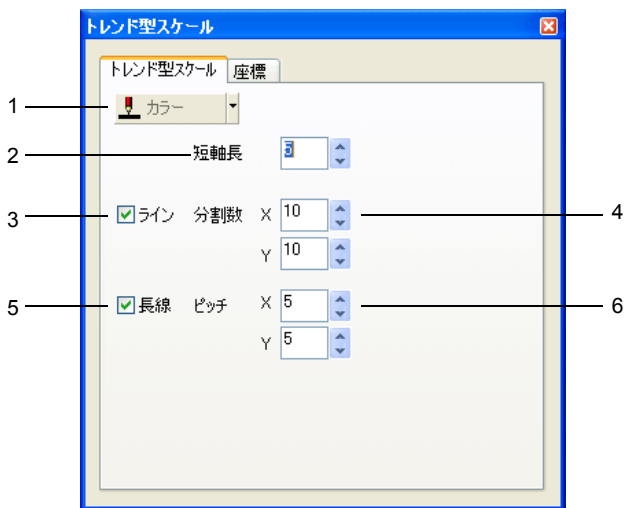 トレンド型スケール
トレンド型スケール 座標
1 カラー
2 短軸長 5
3 ライン 分割数 X 10 4
Y 10
5 長線 ピッチ X 5 6
Y 5